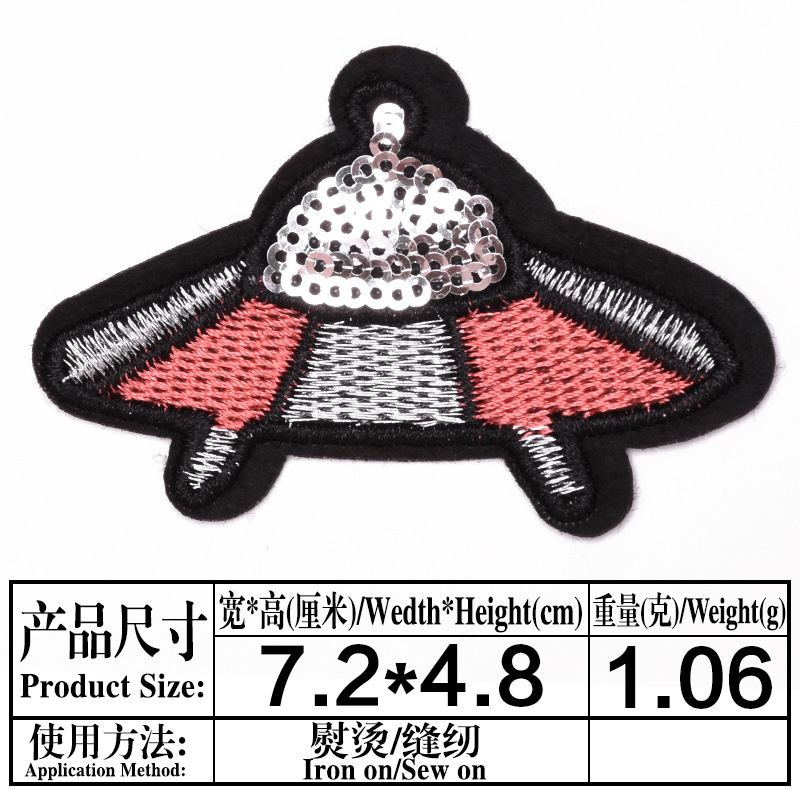 产品尺寸
Product Size:
宽*高(厘米)/Wedth*Height(cm)
重量(克)/Weight(g)
7.2*4.8
1.06
使用方法:
Application Method:
熨烫/缝纫
Iron on/Sew on